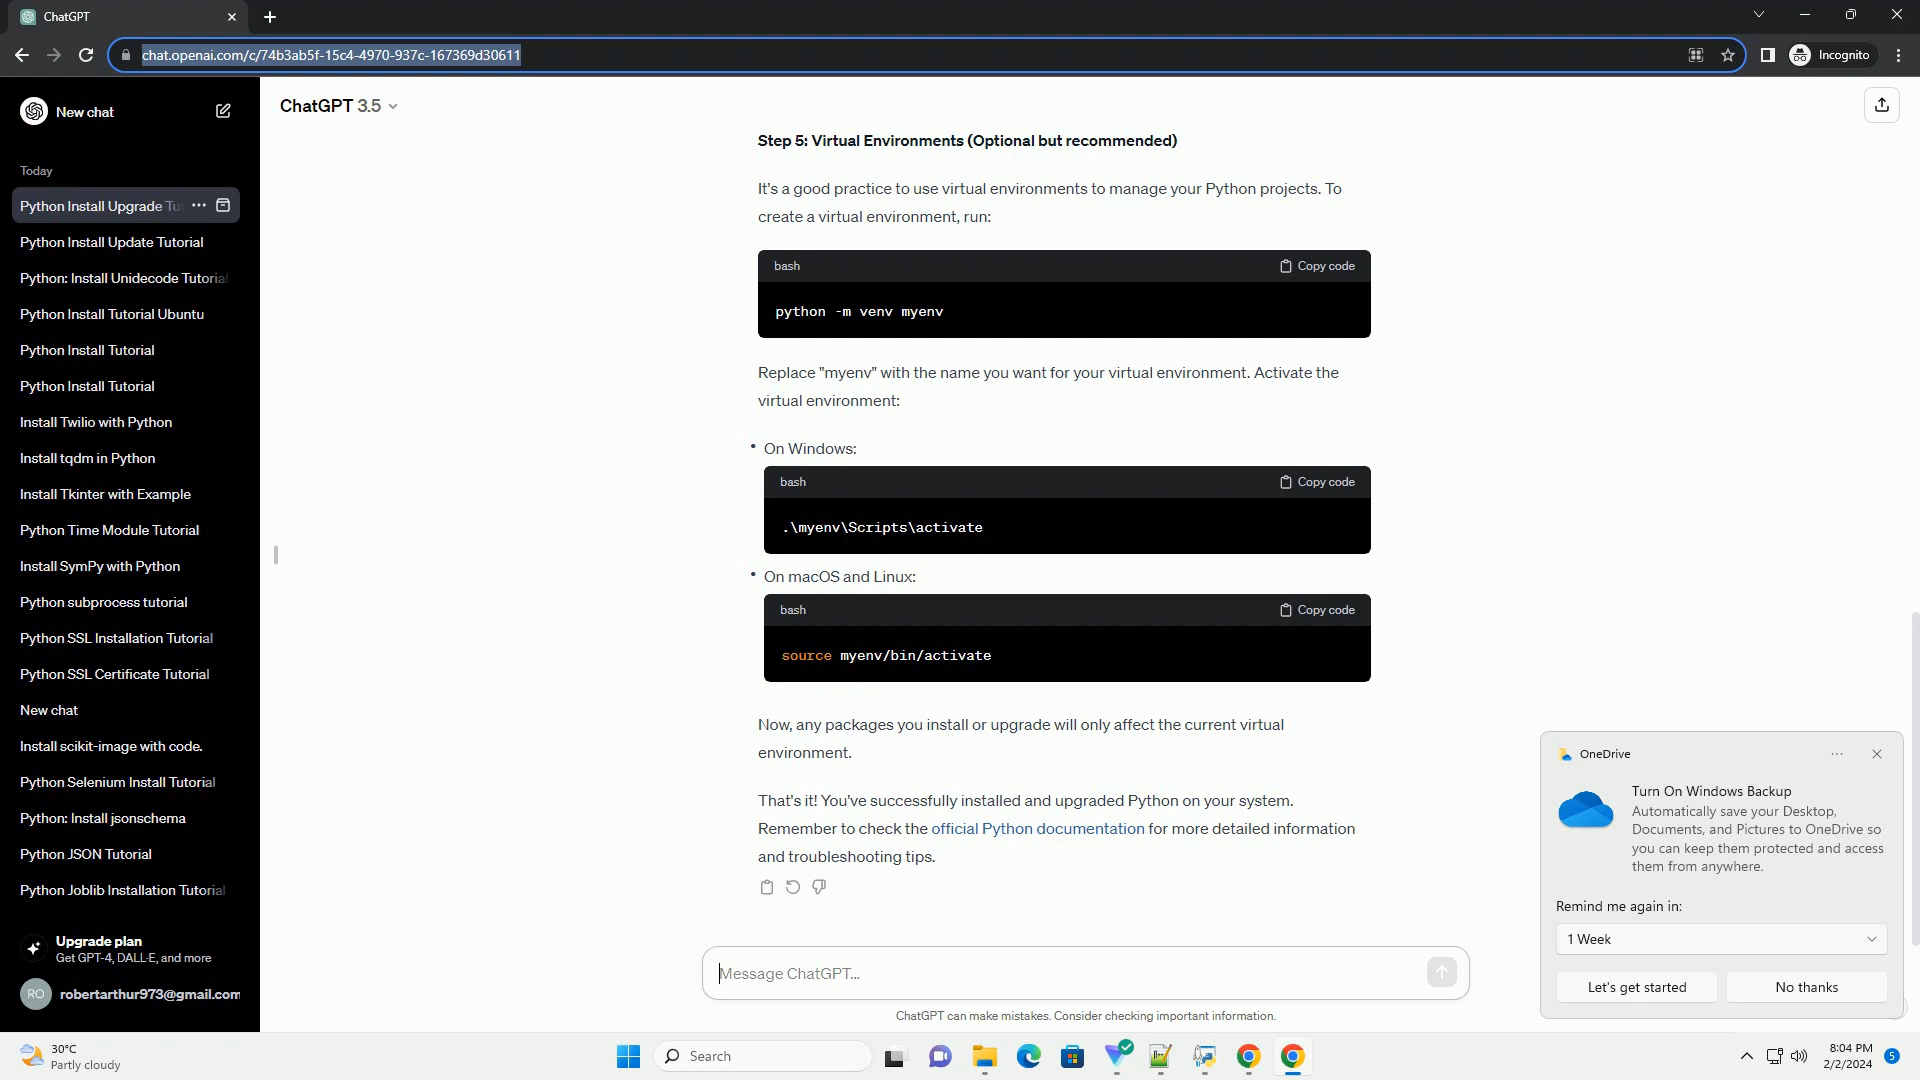 ChatGPT
chat.openai.com/c/74b3ab5f-15c4-4970-937c-167369d30611
Incognito
New chat
ChatGPT 3.5
Today
Python Install Upgrade Tu
Python Install Update Tutorial
Python: Install Unidecode Tutorial
Python Install Tutorial Ubuntu
Python Install Tutorial
Python Install Tutorial
Install Twilio with Python
Install tqdm in Python
Install Tkinter with Example
Python Time Module Tutorial
Install SymPy with Python
Python subprocess tutorial
Python SSL Installation Tutorial
Python SSL Certificate Tutorial
New chat
Install scikit-image with code.
Python Selenium Install Tutorial
Python: Install jsonschema
Python JSON Tutorial
Python Joblib Installation Tutorial
Upgrade plan
Get GPT-4, DALL·E, and more
RO
robertarthur973@gmail.com
Step 5: Virtual Environments (Optional but recommended)
It's a good practice to use virtual environments to manage your Python projects. To
create a virtual environment, run:
bash
Copy code
python -m venv myenv
Replace "myenv" with the name you want for your virtual environment. Activate the
virtual environment:
• On Windows:
bash
Copy code
.\myenv\Scripts\activate
• On macOS and Linux:
bash
Copy code
source myenv/bin/activate
Now, any packages you install or upgrade will only affect the current virtual
environment.
That's it! You've successfully installed and upgraded Python on your system.
Remember to check the official Python documentation for more detailed information
and troubleshooting tips.
Message ChatGPT...
ChatGPT can make mistakes. Consider checking important information.
OneDrive
Turn On Windows Backup
Automatically save your Desktop,
Documents, and Pictures to OneDrive so
you can keep them protected and access
them from anywhere.
Remind me again in:
1 Week
Let's get started
No thanks
30°C
Partly cloudy
Search
8:04 PM
2/2/2024
5